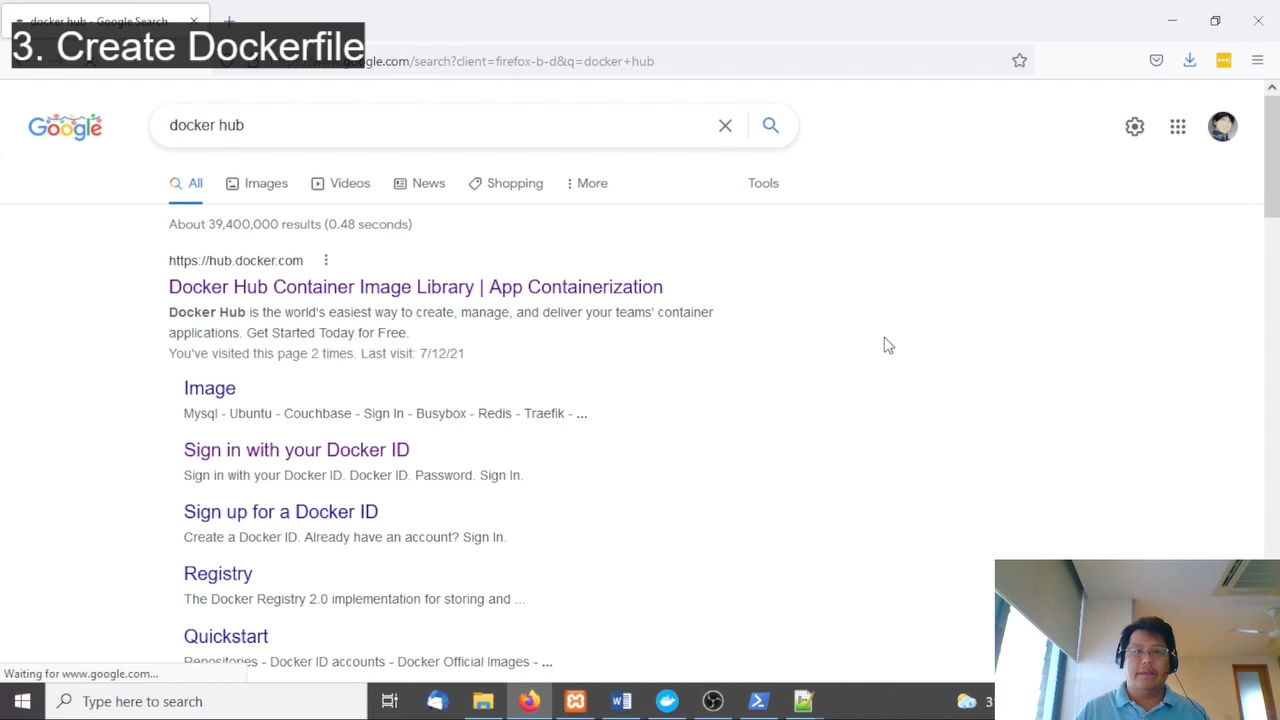 docker hub - Google Search
3. Create Dockerfile
.google.com/search?client=firefox-b-d&q=docker+hub
Google
docker hub
All
Images
Videos
News
Shopping
More
Tools
About 39,400,000 results (0.48 seconds)
https://hub.docker.com
Docker Hub Container Image Library | App Containerization
Docker Hub is the world's easiest way to create, manage, and deliver your teams' container
applications. Get Started Today for Free.
You've visited this page 2 times. Last visit: 7/12/21
Image
Mysql - Ubuntu - Couchbase - Sign In - Busybox - Redis - Traefik - ...
Sign in with your Docker ID
Sign in with your Docker ID. Docker ID. Password. Sign In.
Sign up for a Docker ID
Create a Docker ID. Already have an account? Sign In.
Registry
The Docker Registry 2.0 implementation for storing and ...
Quickstart
Repositories - Docker ID accounts - Docker Official Images - ...
Waiting for www.google.com...
Type here to search